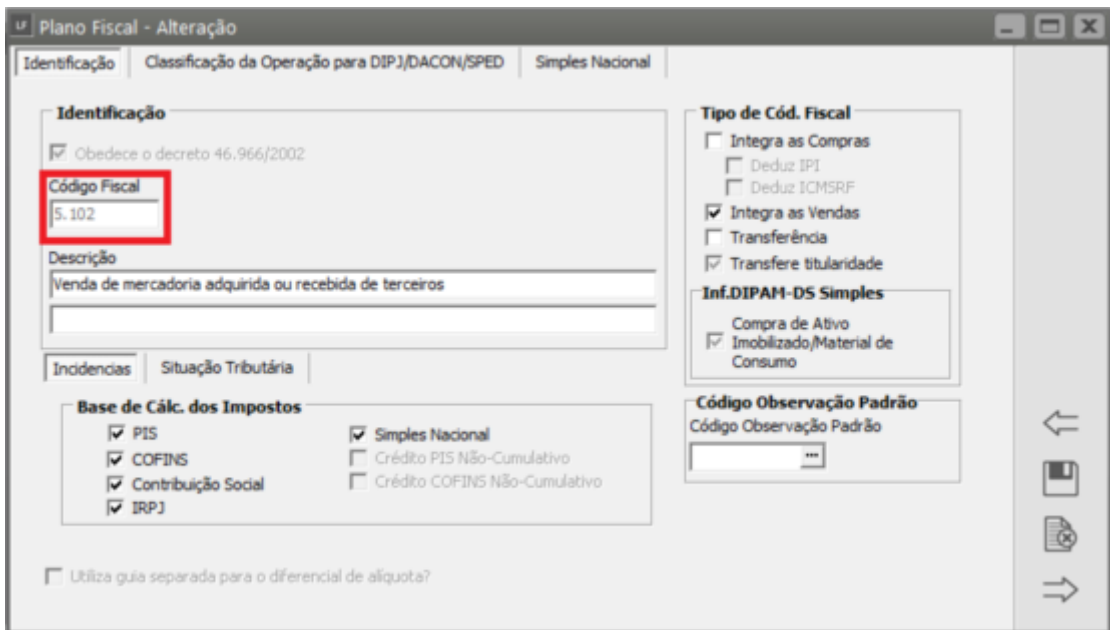 LF Plano Fiscal - Alteração
Identificação
Classificação da Operação para DIPJ/DACON/SPED
Simples Nacional
Identificação
Obedece o decreto 46.966/2002
Código Fiscal
5.102
Descrição
Venda de mercadoria adquirida ou recebida de terceiros
Incidencias
Situação Tributária
Base de Cálc. dos Impostos
PIS
COFINS
Contribuição Social
IRPJ
Simples Nacional
Crédito PIS Não-Cumulativo
Crédito COFINS Não-Cumulativo
Utiliza guia separada para o diferencial de alíquota?
Tipo de Cód. Fiscal
Integra as Compras
Deduz IPI
Deduz ICMSRF
Integra as Vendas
Transferência
Transfere titularidade
Inf.DIPAM-DS Simples
Compra de Ativo
Imobilizado/Material de
Consumo
Código Observação Padrão
Código Observação Padrão
...